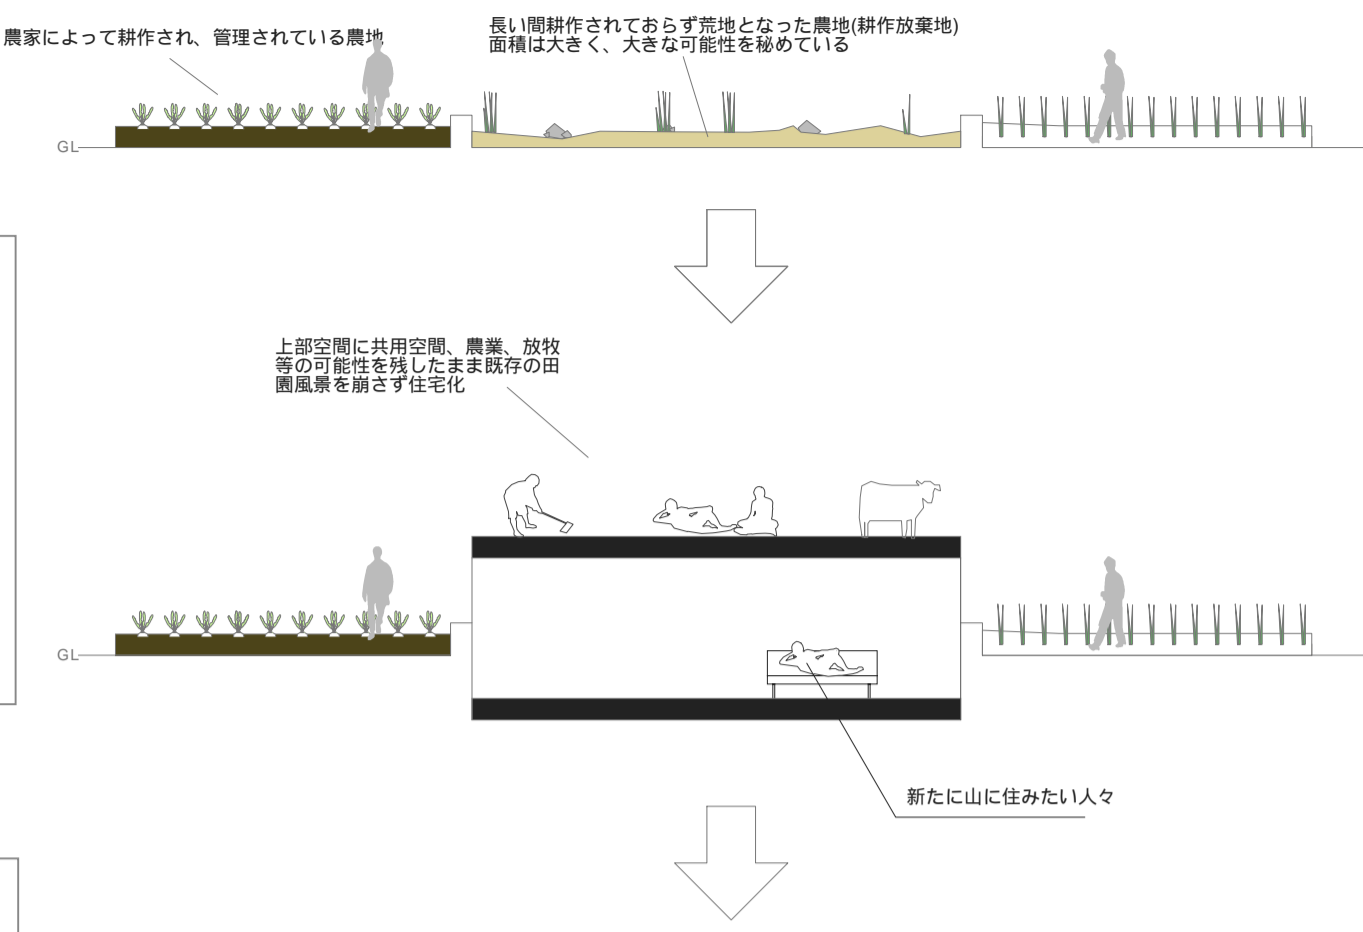 農家によって耕作され、管理されている農地
長い間耕作されておらず荒地となった農地(耕作放棄地)
面積は大きく、大きな可能性を秘めている
GL
上部空間に共用空間、農業、放牧
等の可能性を残したまま既存の田
園風景を崩さず住宅化
GL
新たに山に住みたい人々